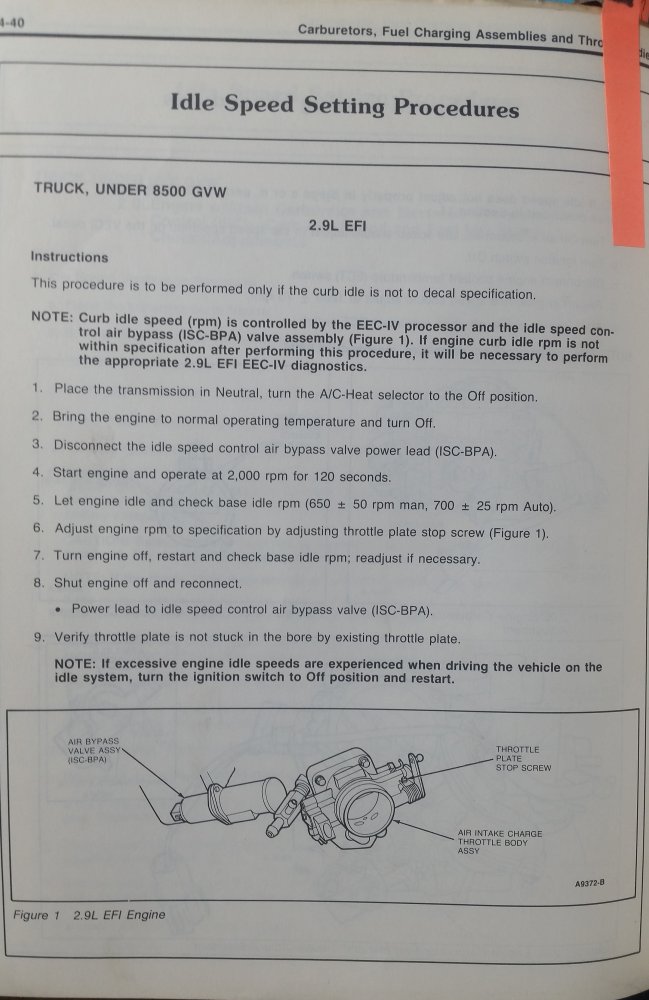 4-40
Carburetors, Fuel Charging Assemblies and
Idle Speed Setting Procedures
TRUCK, UNDER 8500 GVW
2.9L EFI
Instructions
This procedure is to be performed only if the curb idle is not to decal specification.
NOTE: Curb idle speed (rpm) is controlled by the EEC-IV processor and the idle speed con-
trol air bypass (ISC-BPA) valve assembly (Figure 1). If engine curb idle rpm is not
within specification after performing this procedure, it will be necessary to perform
the appropriate 2.9L EFI EEC-IV diagnostics.
1. Place the transmission in Neutral, turn the A/C-Heat selector to the Off position.
2. Bring the engine to normal operating temperature and turn Off.
3. Disconnect the idle speed control air bypass valve power lead (ISC-BPA).
4. Start engine and operate at 2,000 rpm for 120 seconds.
5. Let engine idle and check base idle rpm (650 ± 50 rpm man, 700 ± 25 rpm Auto).
6. Adjust engine rpm to specification by adjusting throttle plate stop screw (Figure 1).
7. Turn engine off, restart and check base idle rpm; readjust if necessary.
8. Shut engine off and reconnect.
• Power lead to idle speed control air bypass valve (ISC-BPA).
9. Verify throttle plate is not stuck in the bore by existing throttle plate.
NOTE: If excessive engine idle speeds are experienced when driving the vehicle on the
idle system, turn the ignition switch to Off position and restart.
AIR BYPASS
VALVE ASSY
(ISC-BPA)
THROTTLE
PLATE
STOP SCREW
AIR INTAKE CHARGE
THROTTLE BODY
ASSY
A9372-B
Figure 1 2.9L EFI Engine